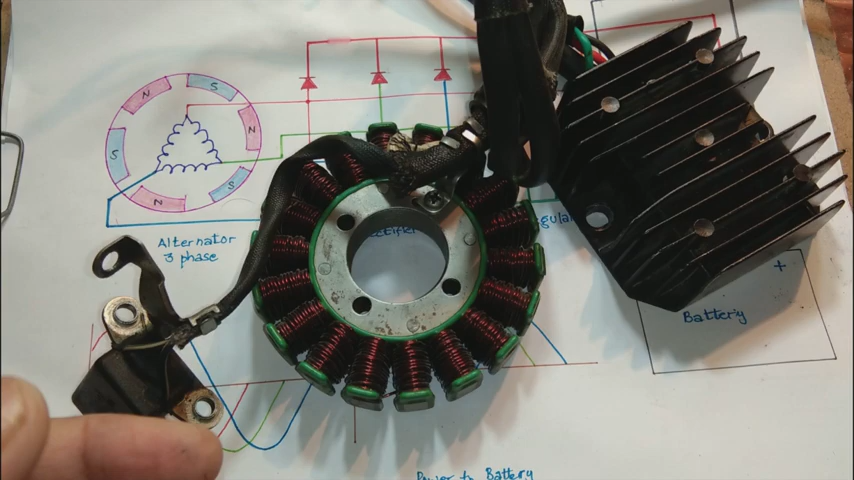 N
S
N
S
N
S
Alternator
3 phase
+
Battery
Power to Battery